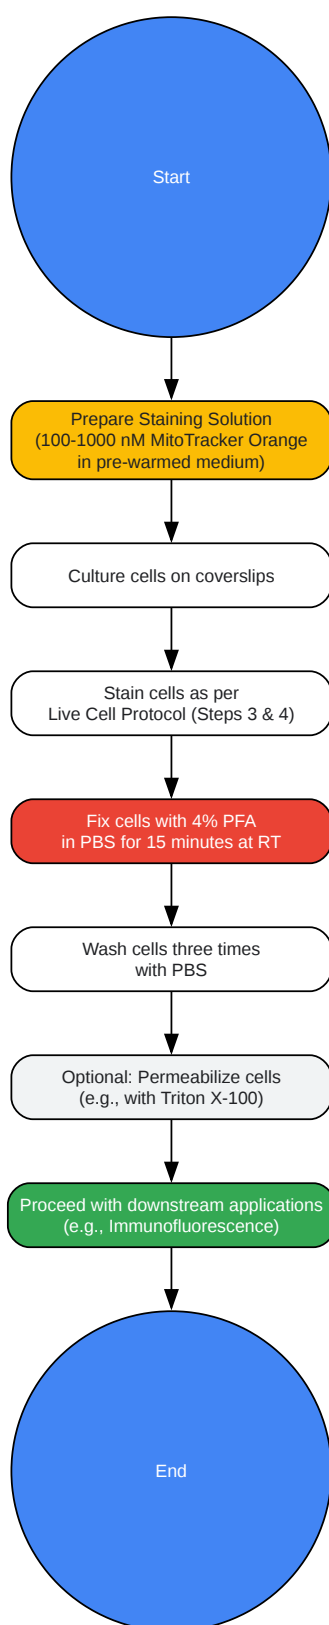 Start
Prepare Staining Solution
(100-1000 nM MitoTracker Orange
in pre-warmed medium)
Culture cells on coverslips
Stain cells as per
Live Cell Protocol (Steps 3 & 4)
Fix cells with 4% PFA
in PBS for 15 minutes at RT
Wash cells three times
with PBS
Optional: Permeabilize cells
(e.g., with Triton X-100)
Proceed with downstream applications
(e.g., Immunofluorescence)
End